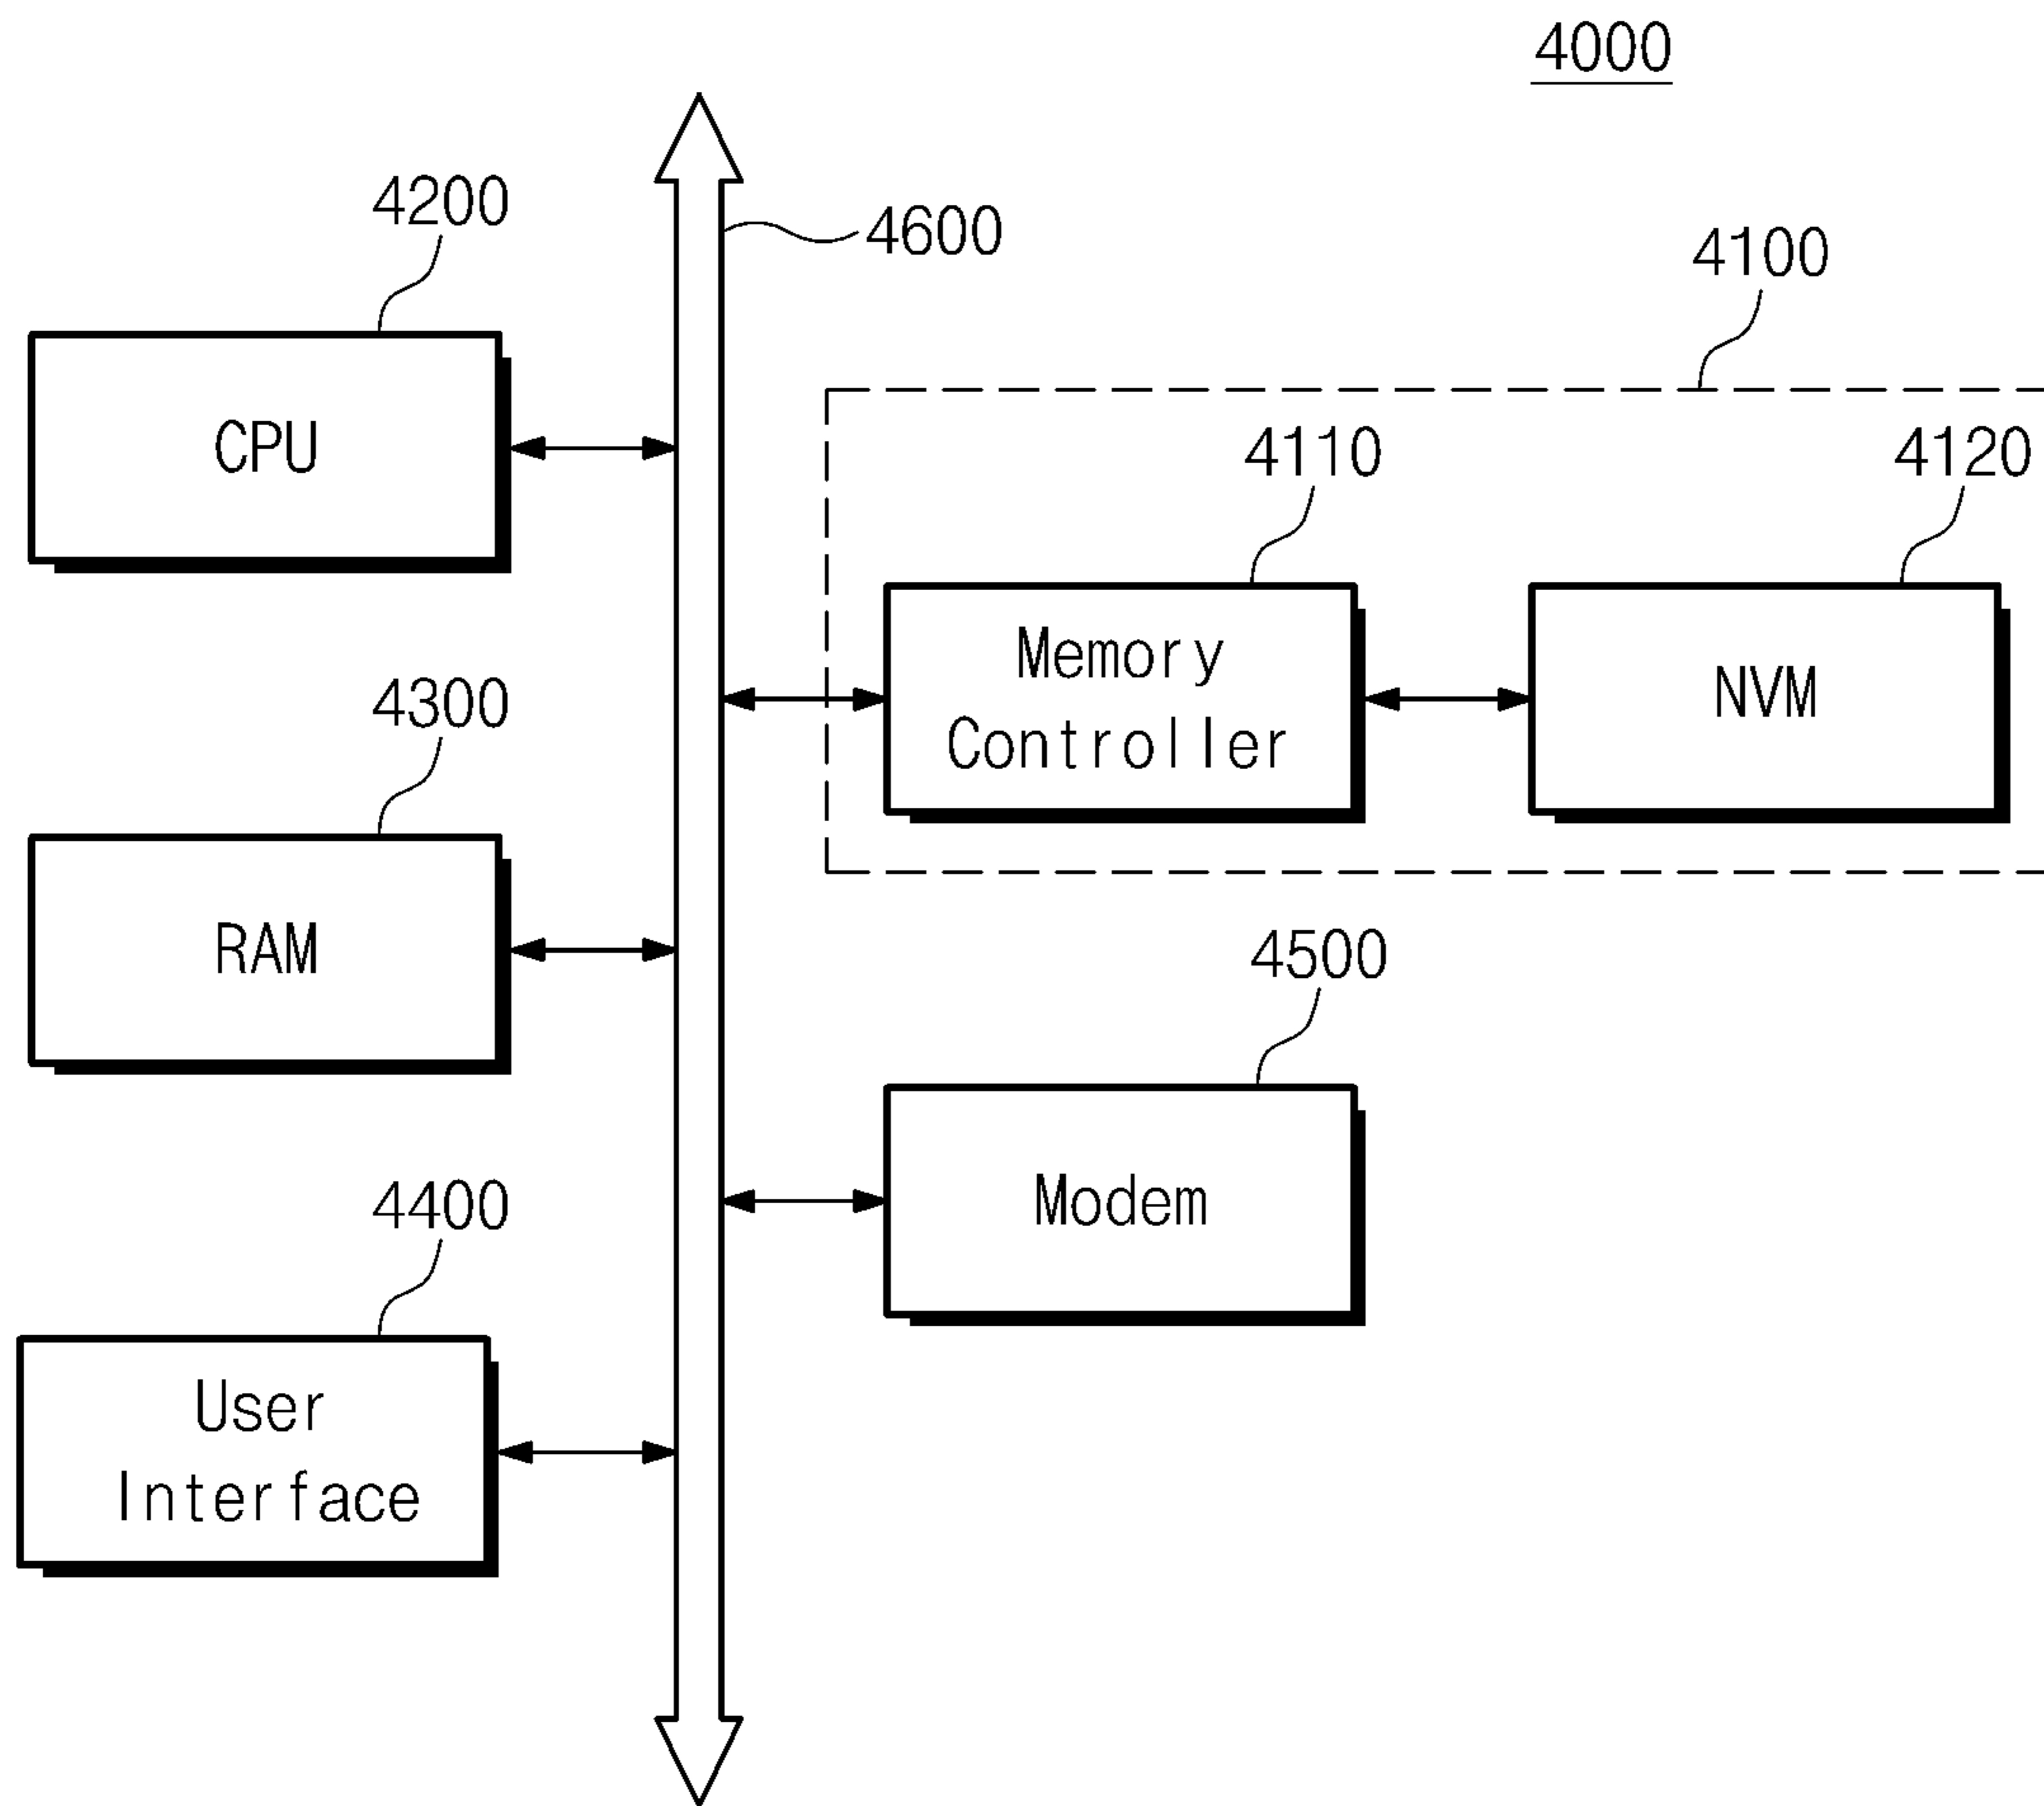 4000
4200
4600
4100
CPU
4110
4120
Memory
Controller
NVM
4300
RAM
4500
Modem
4400
User
Interface